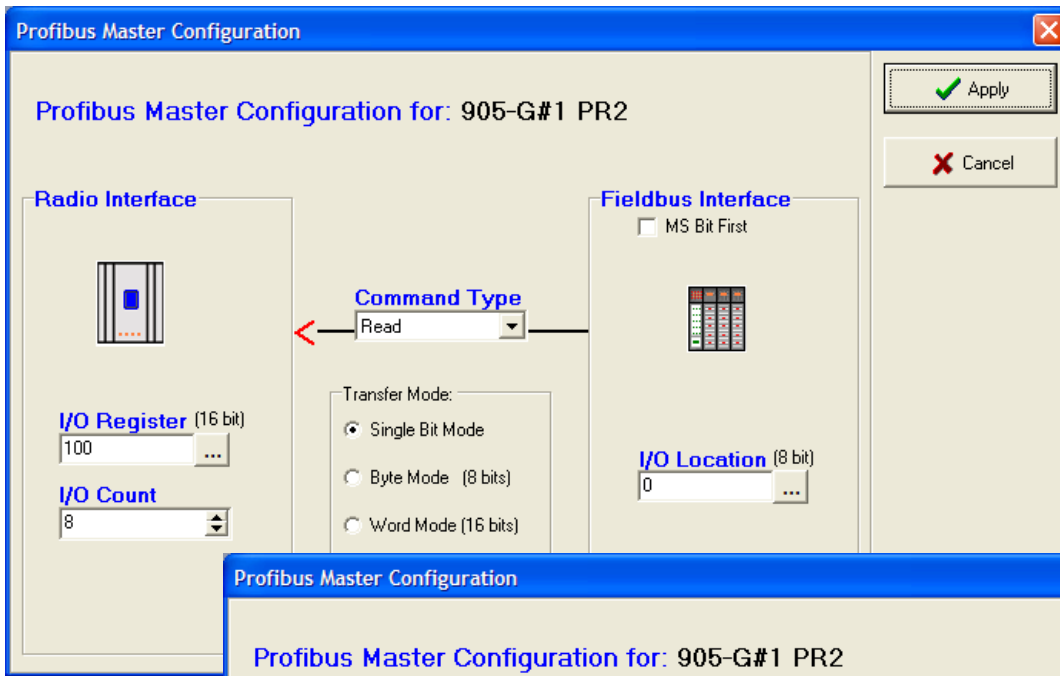 Profibus Master Configuration
Profibus Master Configuration for: 905-G#1 PR2
Apply
Cancel
Radio Interface
I/O Register (16 bit)
100
...
I/O Count
8
Command Type
Read
Transfer Mode:
Single Bit Mode
Byte Mode (8 bits)
Word Mode (16 bits)
Fieldbus Interface
MS Bit First
I/O Location (8 bit)
0
...
Profibus Master Configuration
Profibus Master Configuration for: 905-G#1 PR2